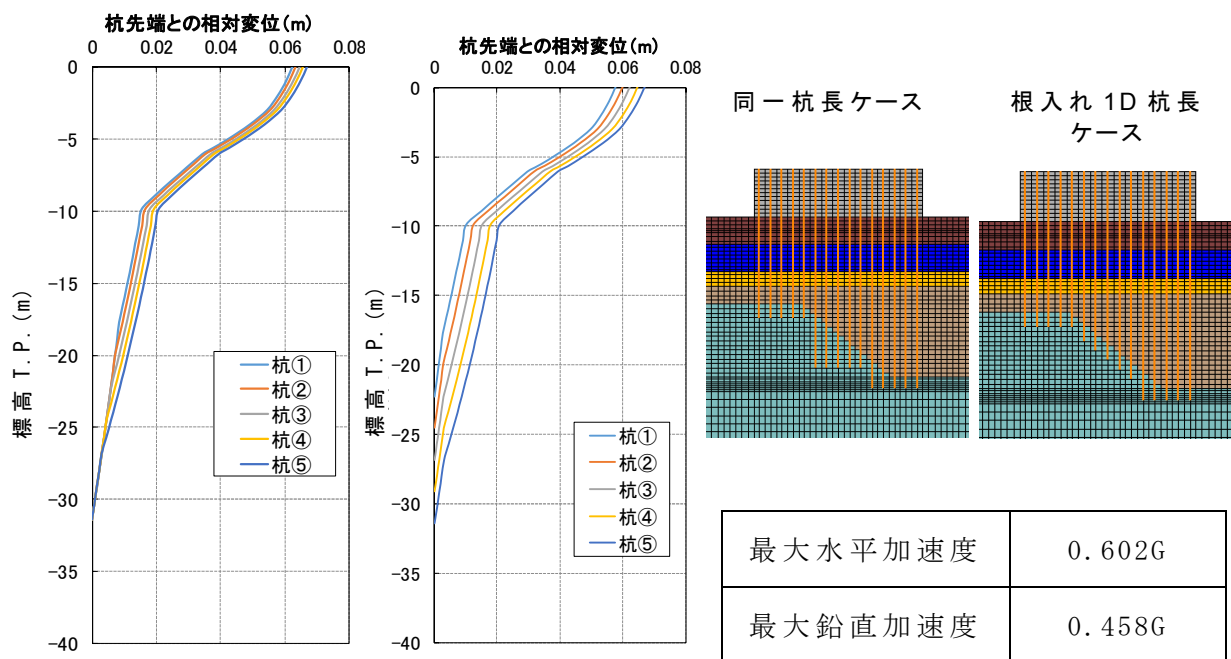 杭先端との相対変位(m)
0 0.02 0.04 0.06 0.08
0
-5
-10
-15
-20
-25
-30
-35
-40
標高 T.P.(m)
杭①
杭②
杭③
杭④
杭⑤
杭先端との相対変位(m)
0 0.02 0.04 0.06 0.08
0
-5
-10
-15
-20
-25
-30
-35
-40
標高 T.P.(m)
杭①
杭②
杭③
杭④
杭⑤
同一杭長ケース
根入れ 1D 杭長
ケース
最大水平加速度 0.602G
最大鉛直加速度 0.458G